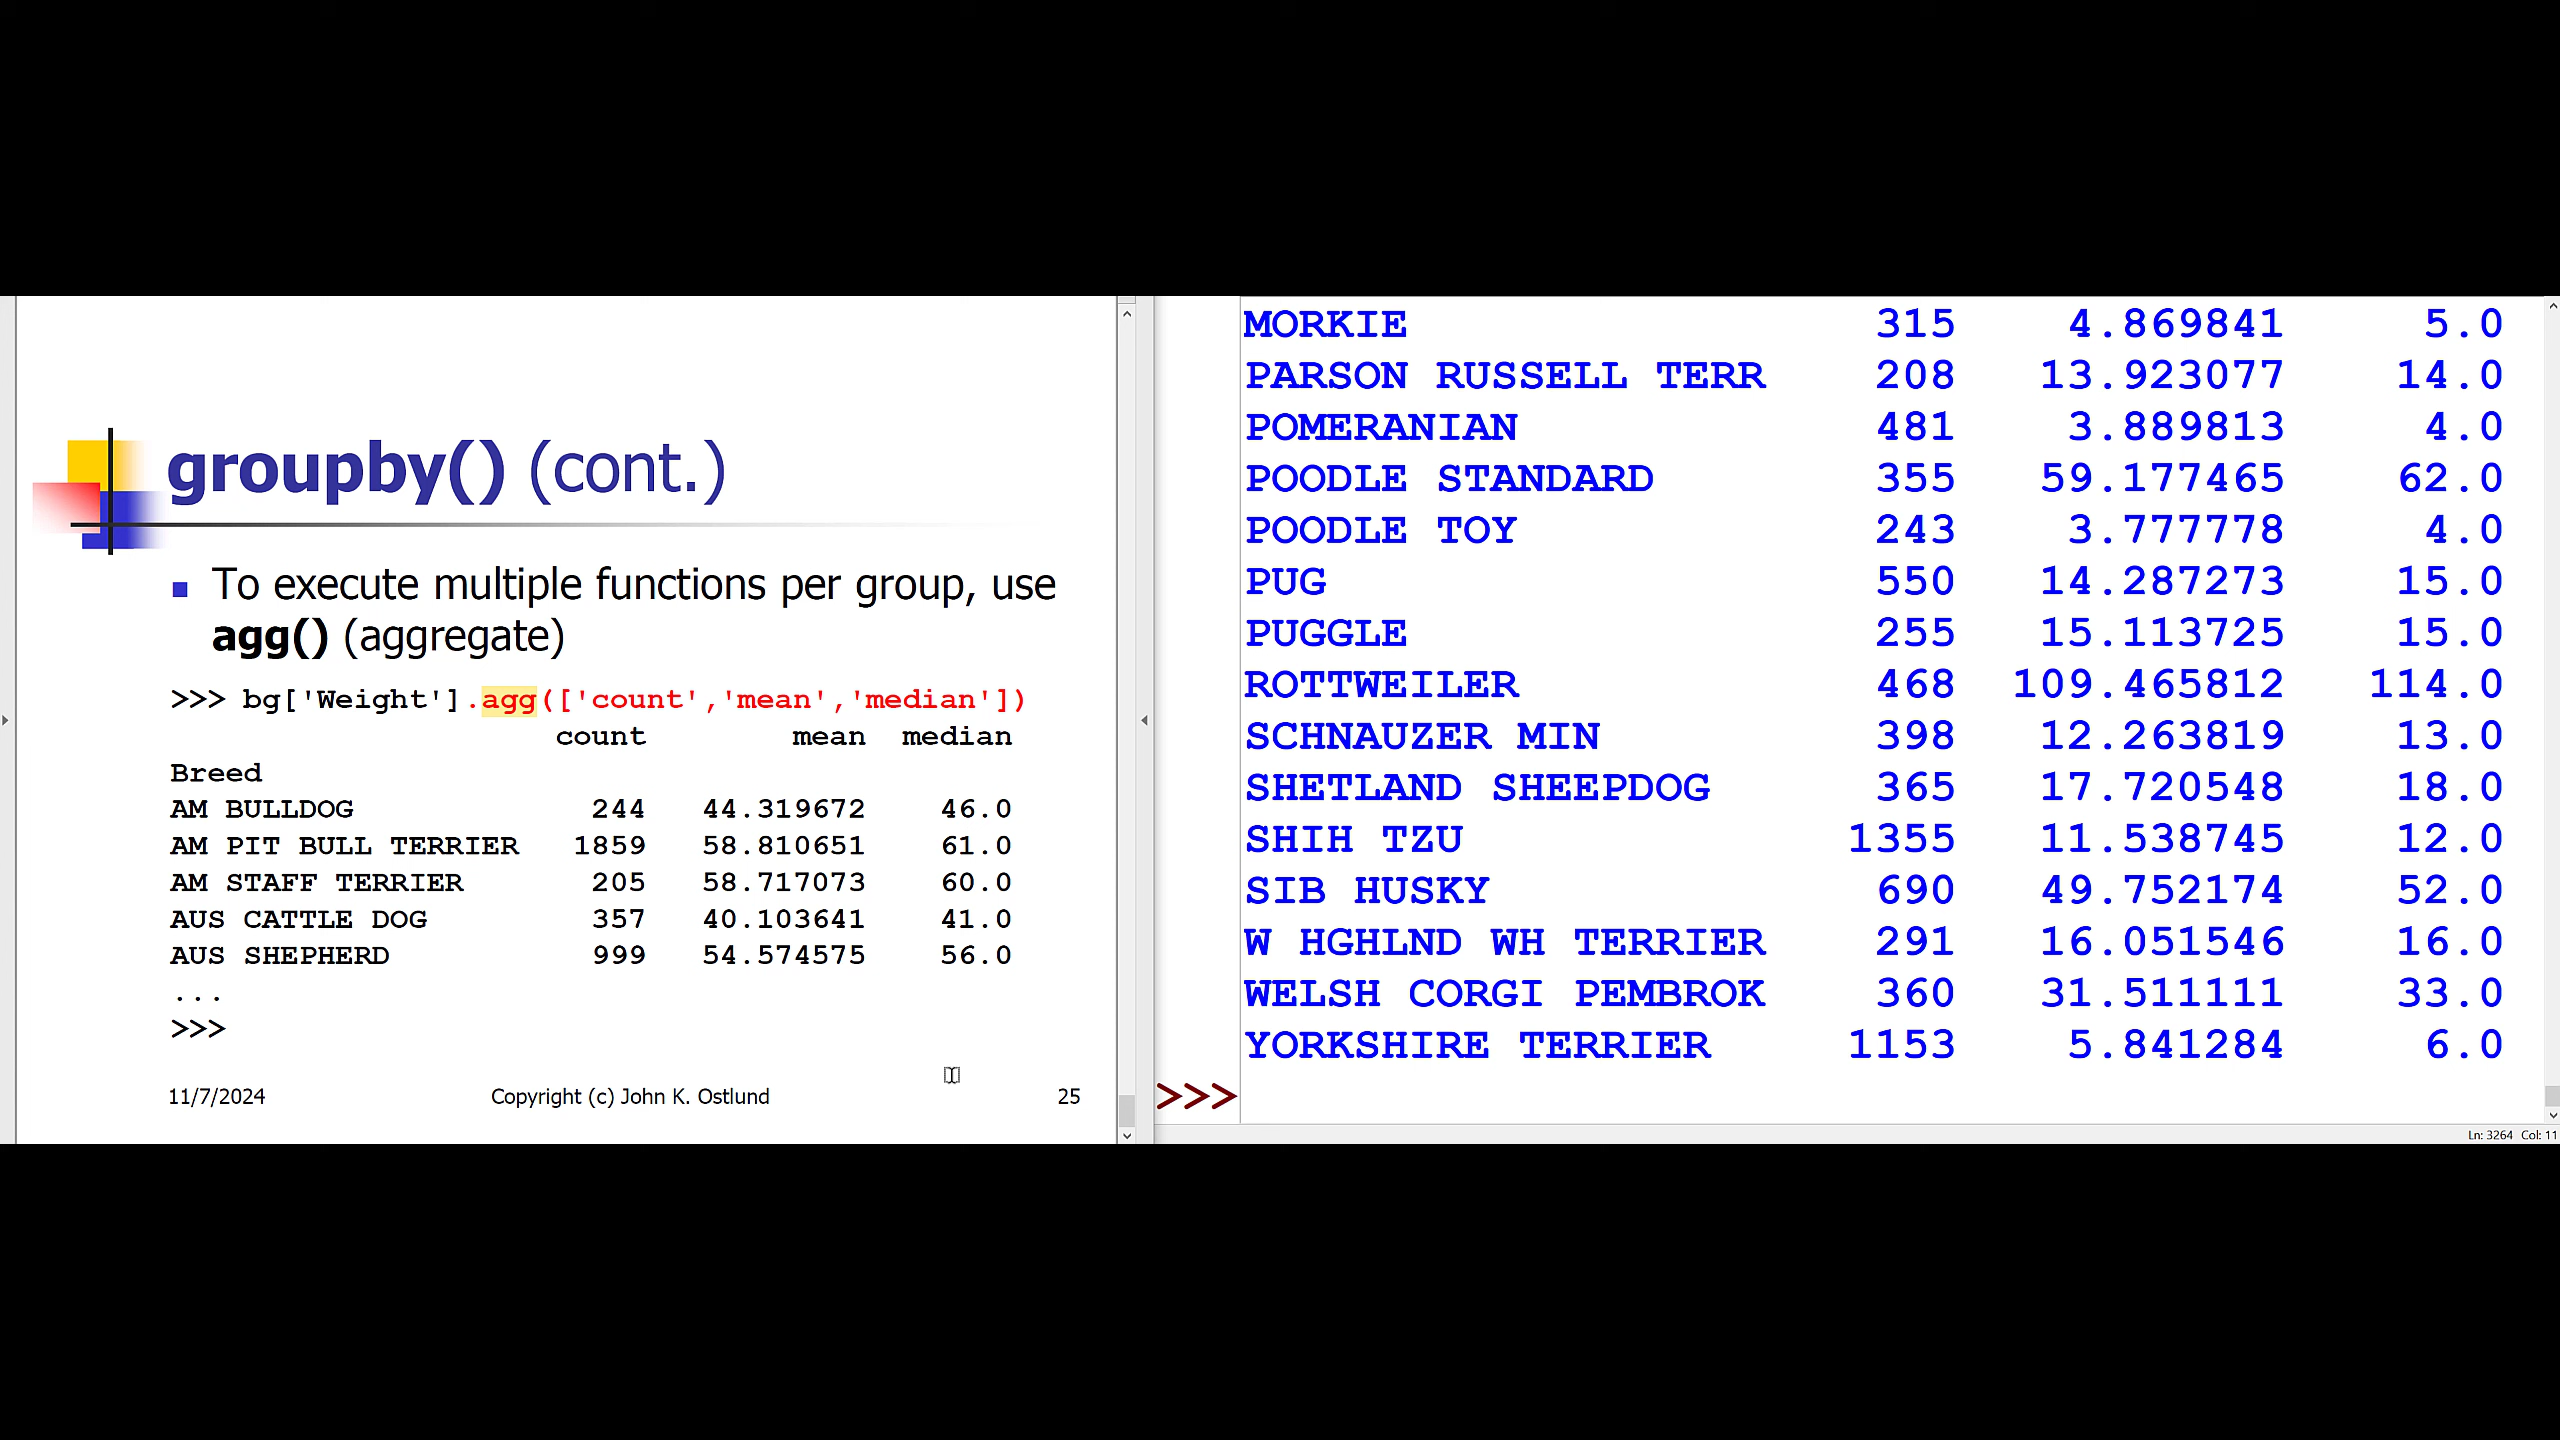 groupby() (cont.)
To execute multiple functions per group, use
agg() (aggregate)
>>> bg['Weight'].agg(['count','mean','median'])
count mean median
Breed
AM BULLDOG 244 44.319672 46.0
AM PIT BULL TERRIER 1859 58.810651 61.0
AM STAFF TERRIER 205 58.717073 60.0
AUS CATTLE DOG 357 40.103641 41.0
AUS SHEPHERD 999 54.574575 56.0
...
>>>
11/7/2024 Copyright (c) John K. Ostlund 25
MORKIE 315 4.869841 5.0
PARSON RUSSELL TERR 208 13.923077 14.0
POMERANIAN 481 3.889813 4.0
POODLE STANDARD 355 59.177465 62.0
POODLE TOY 243 3.777778 4.0
PUG 550 14.287273 15.0
PUGGLE 255 15.113725 15.0
ROTTWEILER 468 109.465812 114.0
SCHNAUZER MIN 398 12.263819 13.0
SHETLAND SHEEPDOG 365 17.720548 18.0
SHIH TZU 1355 11.538745 12.0
SIB HUSKY 690 49.752174 52.0
W HGHLND WH TERRIER 291 16.051546 16.0
WELSH CORGI PEMBROK 360 31.511111 33.0
YORKSHIRE TERRIER 1153 5.841284 6.0
>>>
Ln: 3264 Col: 11